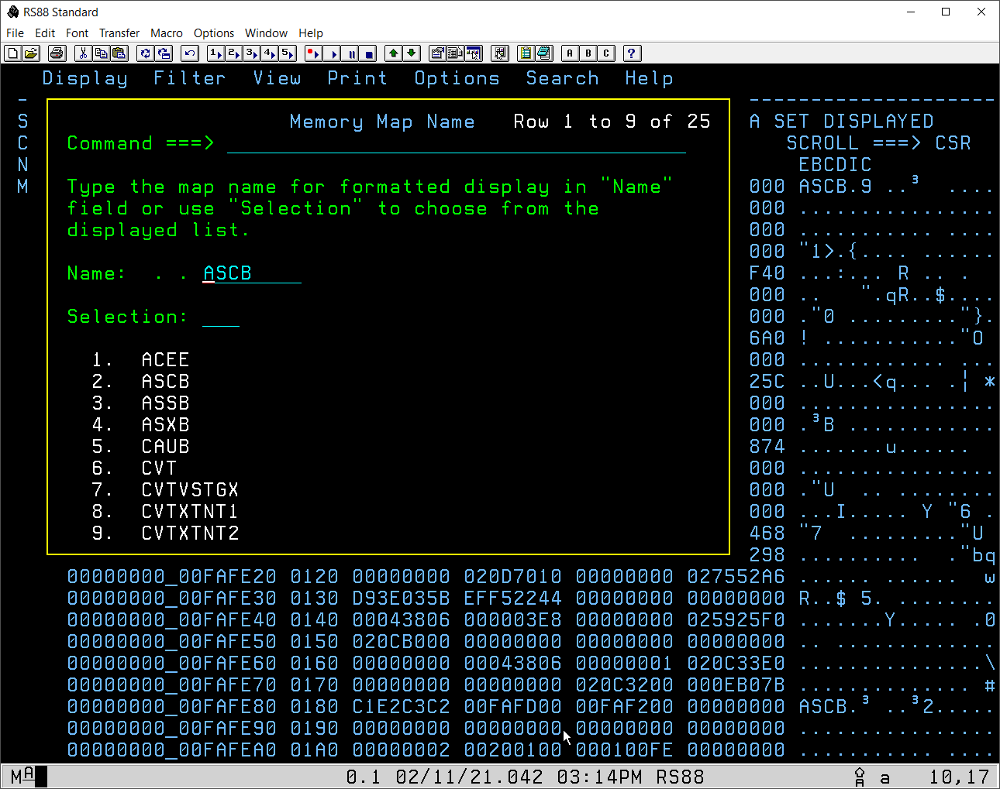 RS88 Standard
File Edit Font Transfer Macro Options Window Help
1 2 3 4 5 A B C ?
Display Filter View Print Options Search Help
- --------------------
S Memory Map Name Row 1 to 9 of 25 A SET DISPLAYED
C Command ===> SCROLL ===> CSR
N EBCDIC
M Type the map name for formatted display in "Name" 000 ASCB.9 ..³ ....
field or use "Selection" to choose from the 000 ................
displayed list. 000 ........... ....
000 "1>.{.... ......
Name: . . ASCB F40 ...:... R .. .
000 .. ".qR..$....
Selection: ___ 000 ."0 ........."}.
6A0 ! ..........."O
1. ACEE 000 ............ ...
2. ASCB 25C ..U...<q... .¦ *
3. ASSB 000 ................
4. ASXB 000 .³B ............
5. CAUB 874 .......u......
6. CVT 000 ................
7. CVTVSTGX 000 ."U .. ........
8. CVTXTNT1 000 ...I..... Y "6 .
9. CVTXTNT2 468 "7 ........."U
298 .......... ."bq
00000000_00FAFE20 0120 00000000 020D7010 00000000 027552A6 ...... ...... w
00000000_00FAFE30 0130 D93E035B EFF52244 00000000 00000000 R..$ 5. ........
00000000_00FAFE40 0140 00043806 000003E8 00000000 025925F0 .......Y..... .0
00000000_00FAFE50 0150 020CB000 00000000 00000000 00000000 .. .............
00000000_00FAFE60 0160 00000000 00043806 00000001 020C33E0 ...............\
00000000_00FAFE70 0170 00000000 00000000 020C3200 000EB07B .............. #
00000000_00FAFE80 0180 C1E2C3C2 00FAFD00 00FAF200 00000000 ASCB.³ ..³2.....
00000000_00FAFE90 0190 00000000 00000000 00000000 00000000 ................
00000000_00FAFEA0 01A0 00000002 00200100 000100FE 00000000 ........... ....
MA 0.1 02/11/21.042 03:14PM RS88 A a 10,17